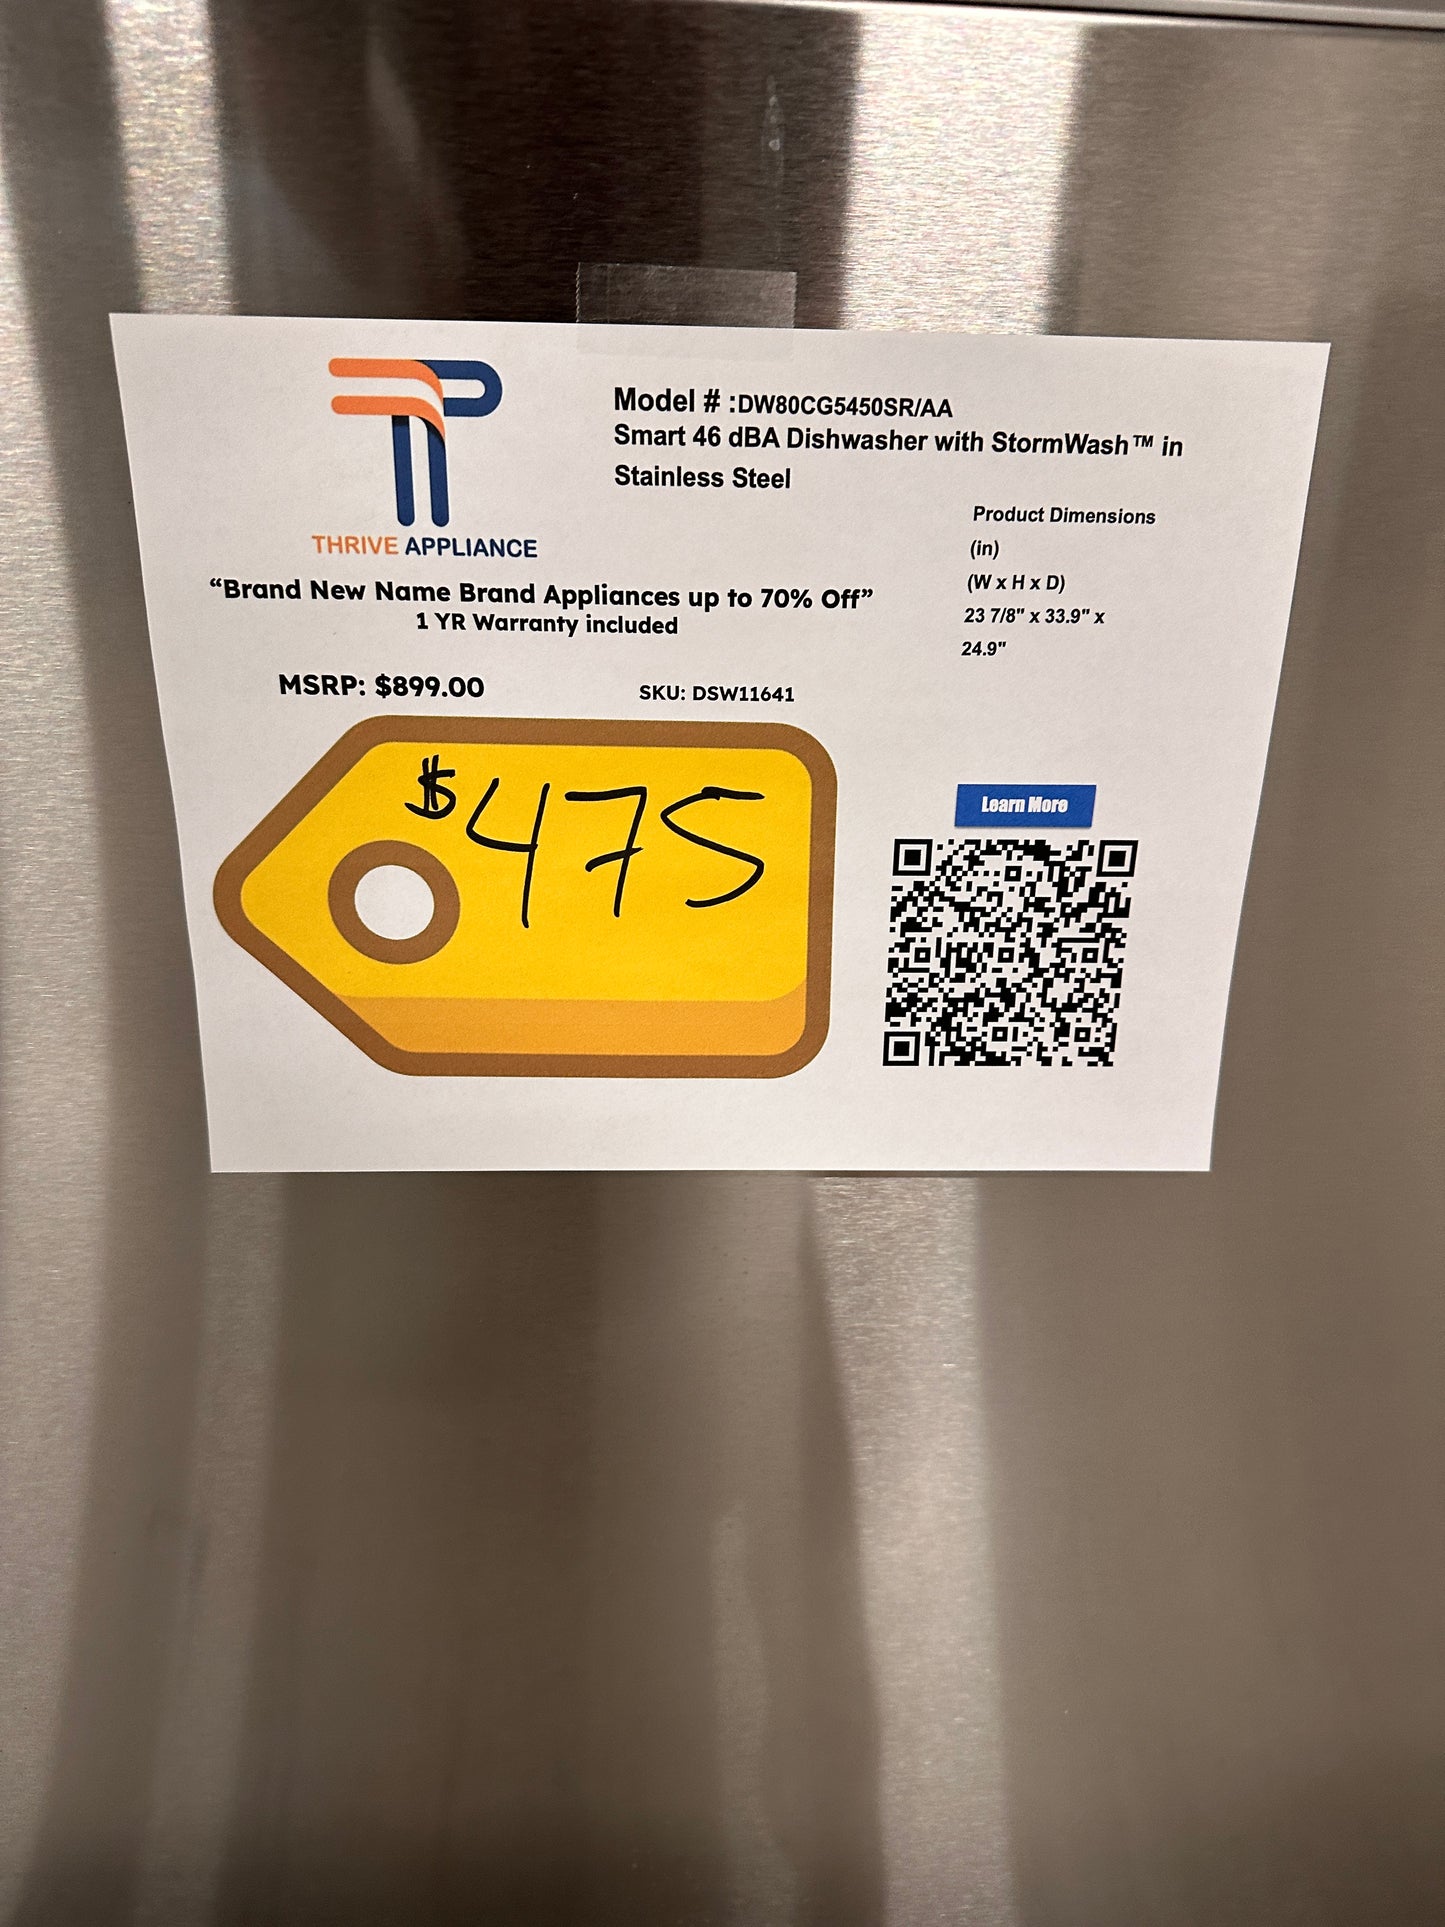 THRIVE APPLIANCE
Model # :DW80CG5450SR/AA
Smart 46 dBA Dishwasher with StormWash™ in
Stainless Steel
Product Dimensions
(in)
(W x H x D)
23 7/8" x 33.9" x
24.9"
“Brand New Name Brand Appliances up to 70% Off”
1 YR Warranty included
MSRP: $899.00
SKU: DSW11641
$475
Learn More